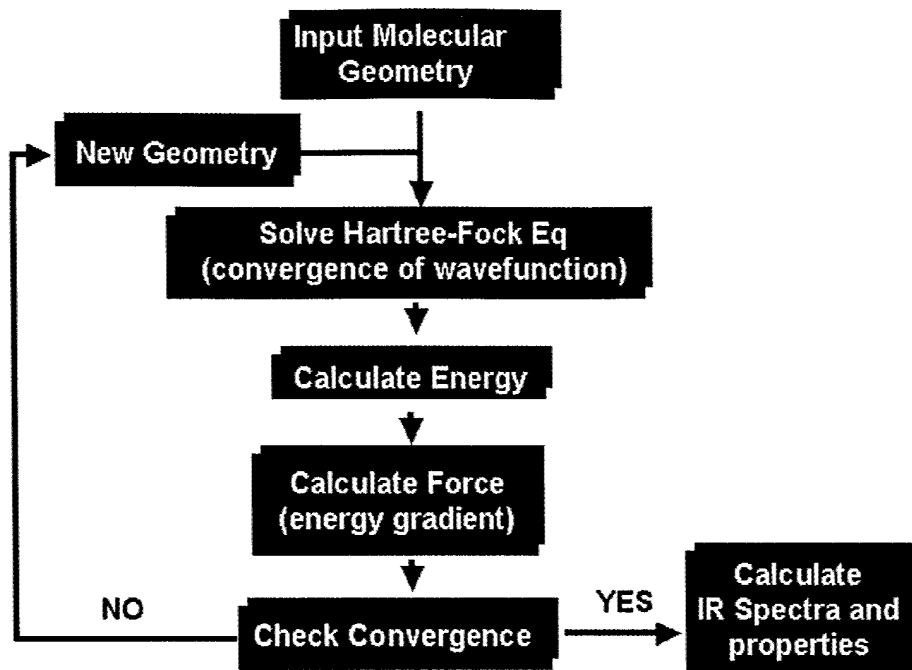 Input Molecular
Geometry
New Geometry
Solve Hartree-Fock Eq
(convergence of wavefunction)
Calculate Energy
Calculate Force
(energy gradient)
NO
Check Convergence
YES
Calculate
IR Spectra and
properties